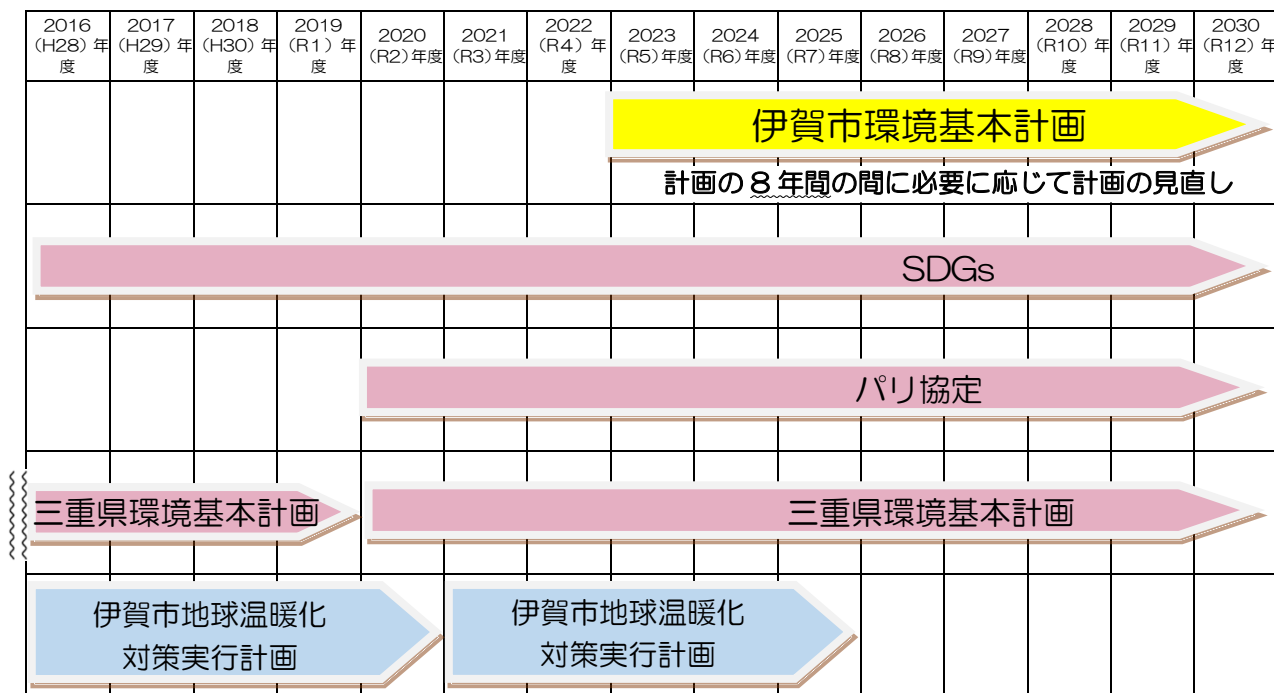 2016
(H28) 年
度
2017
(H29) 年
度
2018
(H30) 年
度
2019
(R1) 年
度
2020
(R2)年度
2021
(R3)年度
2022
(R4) 年
度
2023
(R5)年度
2024
(R6)年度
2025
(R7)年度
2026
(R8)年度
2027
(R9)年度
2028
(R10) 年
度
2029
(R11) 年
度
2030
(R12) 年
度
伊賀市環境基本計画
計画の8年間の間に必要に応じて計画の見直し
SDGs
パリ協定
三重県環境基本計画
三重県環境基本計画
伊賀市地球温暖化
対策実行計画
伊賀市地球温暖化
対策実行計画